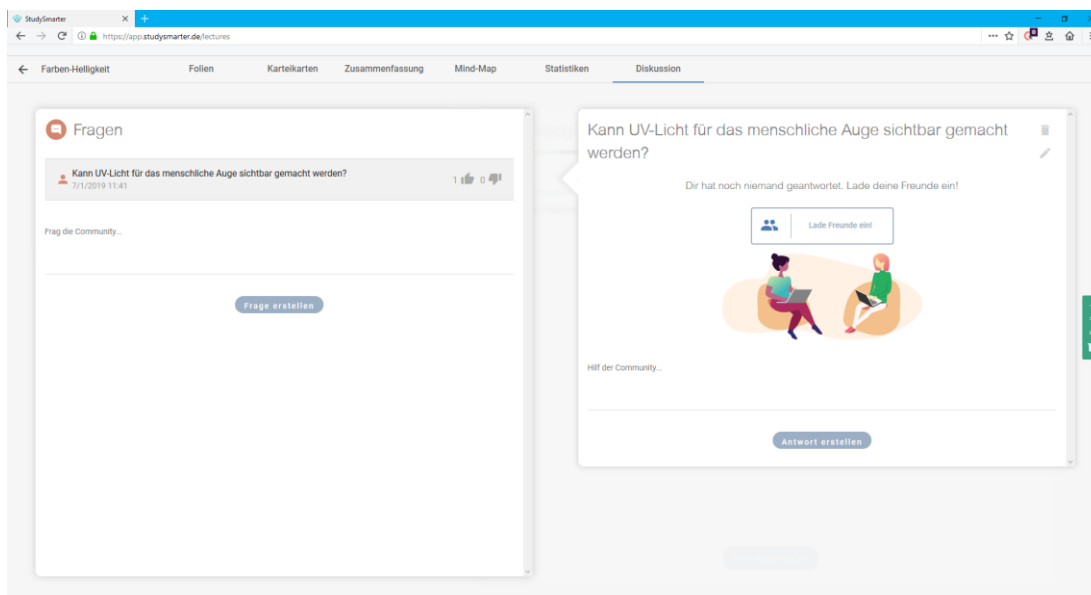 StudySmarter
https://app.studysmarter.de/lectures
Farben-Helligkeit Folien Karteikarten Zusammenfassung Mind-Map Statistiken Diskussion
Fragen
Kann UV-Licht für das menschliche Auge sichtbar gemacht werden?
7/1/2019 11:41
1 0
Frag die Community...
Frage erstellen
Kann UV-Licht für das menschliche Auge sichtbar gemacht
werden?
Dir hat noch niemand geantwortet. Lade deine Freunde ein!
Lade Freunde ein!
Hilf der Community...
Antwort erstellen